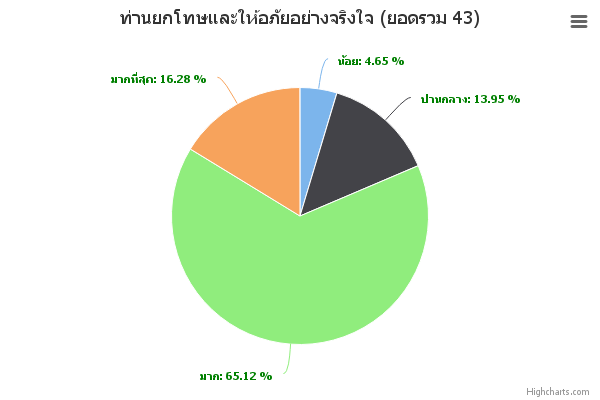 ท่านยกโทษและให้อภัยอย่างจริงใจ (ยอดรวม 43)
น้อย: 4.65 %
มากที่สุด: 16.28 %
ปานกลาง: 13.95 %
มาก: 65.12 %
Highcharts.com